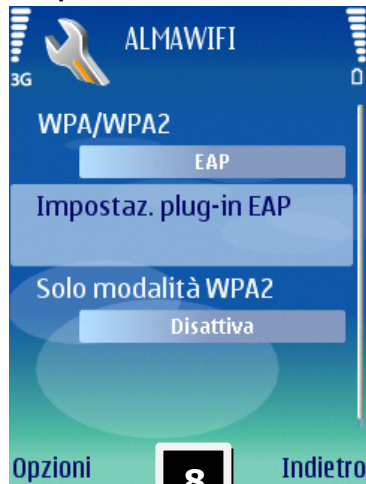 ALMAWIFI
3G
WPA/WPA2
EAP
Impostaz. plug-in EAP
Solo modalità WPA2
Disattiva
Opzioni
8
Indietro